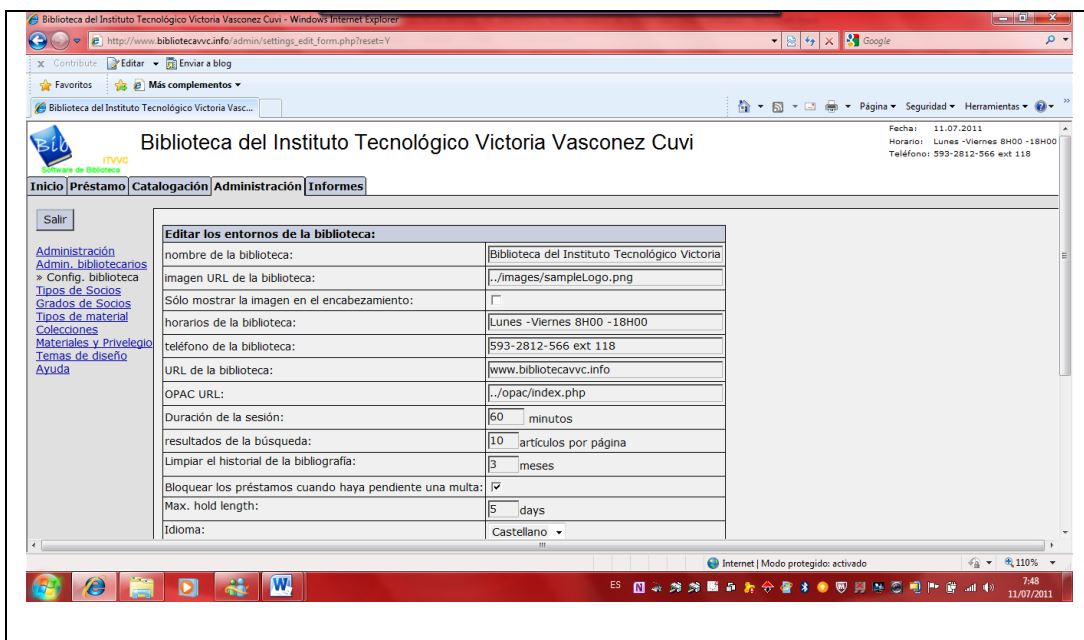 Biblioteca del Instituto Tecnológico Victoria Vasconez Cuvi - Windows Internet Explorer
http://www.bibliotecavvc.info/admin/settings_edit_form.php?reset=Y
Google
x Contribute Editar Enviar a blog
Favoritos Más complementos
Biblioteca del Instituto Tecnológico Victoria Vasc...
Página Seguridad Herramientas
Bib
ITVVC
Software de Biblioteca
Biblioteca del Instituto Tecnológico Victoria Vasconez Cuvi
Fecha: 11.07.2011
Horario: Lunes -Viernes 8H00 -18H00
Teléfono: 593-2812-566 ext 118
Inicio Préstamo Catalogación Administración Informes
Salir
Administración
Admin. bibliotecarios
» Config. biblioteca
Tipos de Socios
Grados de Socios
Tipos de material
Colecciones
Materiales y Privilegio
Temas de diseño
Ayuda
Editar los entornos de la biblioteca:
nombre de la biblioteca: Biblioteca del Instituto Tecnológico Victoria
imagen URL de la biblioteca: ../images/sampleLogo.png
Sólo mostrar la imagen en el encabezamiento:
horarios de la biblioteca: Lunes -Viernes 8H00 -18H00
teléfono de la biblioteca: 593-2812-566 ext 118
URL de la biblioteca: www.bibliotecavvc.info
OPAC URL: ../opac/index.php
Duración de la sesión: 60 minutos
resultados de la búsqueda: 10 artículos por página
Limpiar el historial de la bibliografía: 3 meses
Bloquear los préstamos cuando haya pendiente una multa:
Max. hold length: 5 days
Idioma: Castellano
Internet | Modo protegido: activado 110%
ES 7:48
11/07/2011